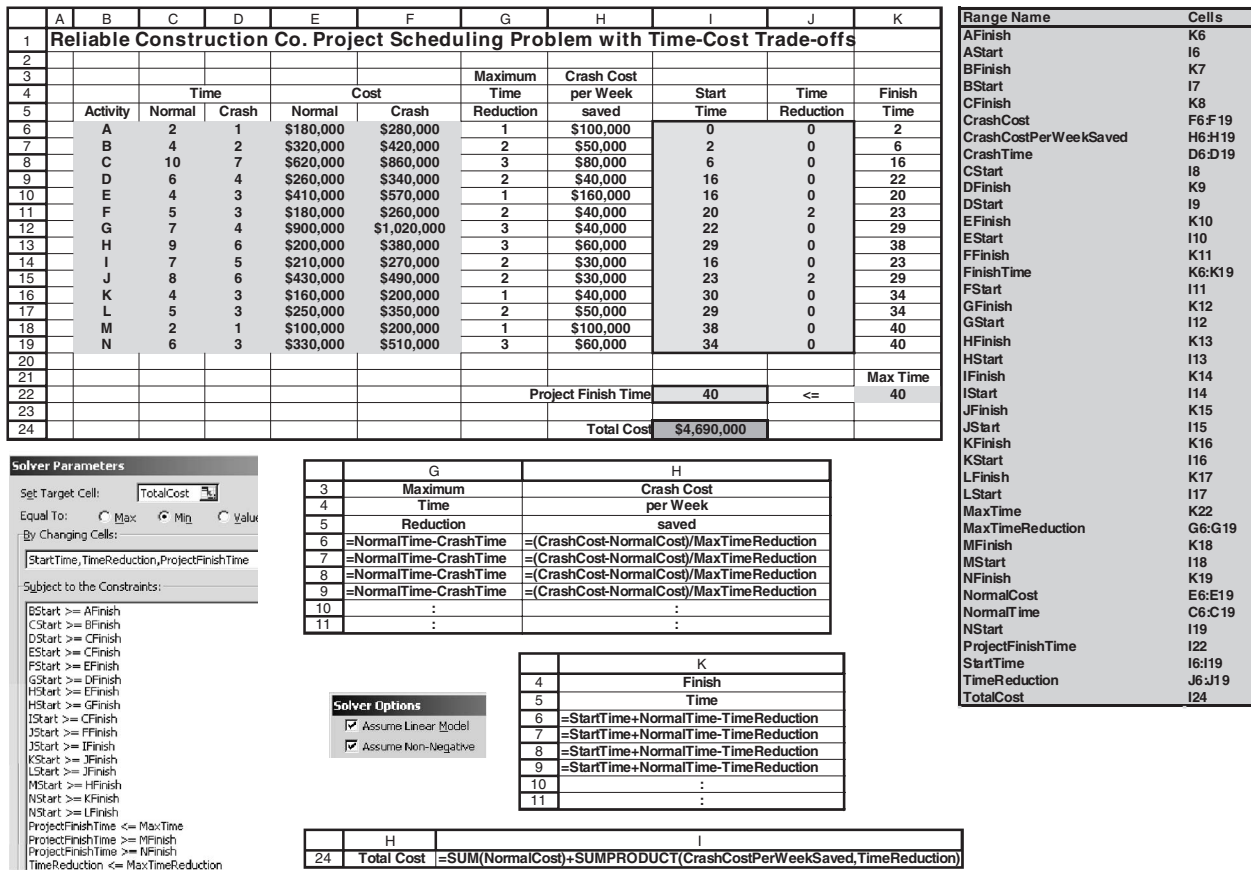 A B C D E F G H I J K
1 Reliable Construction Co. Project Scheduling Problem with Time-Cost Trade-offs
2
3 Maximum Crash Cost
4 Time Cost Time per Week Start Time Finish
5 Activity Normal Crash Normal Crash Reduction saved Time Reduction Time
6 A 2 1 $180,000 $280,000 1 $100,000 0 0 2
7 B 4 2 $320,000 $420,000 2 $50,000 2 0 6
8 C 10 7 $620,000 $860,000 3 $80,000 6 0 16
9 D 6 4 $260,000 $340,000 2 $40,000 16 0 22
10 E 4 3 $410,000 $570,000 1 $160,000 16 0 20
11 F 5 3 $180,000 $260,000 2 $40,000 20 2 23
12 G 7 4 $900,000 $1,020,000 3 $40,000 22 0 29
13 H 9 6 $200,000 $380,000 3 $60,000 29 0 38
14 I 7 5 $210,000 $270,000 2 $30,000 16 0 23
15 J 8 6 $430,000 $490,000 2 $30,000 23 2 29
16 K 4 3 $160,000 $200,000 1 $40,000 30 0 34
17 L 5 3 $250,000 $350,000 2 $50,000 29 0 34
18 M 2 1 $100,000 $200,000 1 $100,000 38 0 40
19 N 6 3 $330,000 $510,000 3 $60,000 34 0 40
20
21 Max Time
22 Project Finish Time 40 <= 40
23
24 Total Cost $4,690,000
Range Name Cells
AFinish K6
AStart I6
BFinish K7
BStart I7
CFinish K8
CrashCost F6:F19
CrashCostPerWeekSaved H6:H19
CrashTime D6:D19
CStart I8
DFinish K9
DStart I9
EFinish K10
EStart I10
FFinish K11
FinishTime K6:K19
FStart I11
GFinish K12
GStart I12
HFinish K13
HStart I13
IFinish K14
IStart I14
JFinish K15
JStart I15
KFinish K16
KStart I16
LFinish K17
LStart I17
MaxTime K22
MaxTimeReduction G6:G19
MFinish K18
MStart I18
NFinish K19
NormalCost E6:E19
NormalTime C6:C19
NStart I19
ProjectFinishTime I22
StartTime I6:I19
TimeReduction J6:J19
TotalCost I24
Solver Parameters
Set Target Cell: TotalCost
Equal To: Max Min Value
By Changing Cells:
StartTime,TimeReduction,ProjectFinishTime
Subject to the Constraints:
BStart >= AFinish
CStart >= BFinish
DStart >= CFinish
EStart >= CFinish
FStart >= EFinish
GStart >= DFinish
HStart >= EFinish
HStart >= GFinish
IStart >= CFinish
JStart >= FFinish
JStart >= IFinish
KStart >= JFinish
LStart >= JFinish
MStart >= HFinish
NStart >= KFinish
NStart >= LFinish
ProjectFinishTime <= MaxTime
ProjectFinishTime >= MFinish
ProjectFinishTime >= NFinish
TimeReduction <= MaxTimeReduction
G H
3 Maximum Crash Cost
4 Time per Week
5 Reduction saved
6 =NormalTime-CrashTime =(CrashCost-NormalCost)/MaxTimeReduction
7 =NormalTime-CrashTime =(CrashCost-NormalCost)/MaxTimeReduction
8 =NormalTime-CrashTime =(CrashCost-NormalCost)/MaxTimeReduction
9 =NormalTime-CrashTime =(CrashCost-NormalCost)/MaxTimeReduction
10 : :
11 : :
Solver Options
Assume Linear Model
Assume Non-Negative
K
4 Finish
5 Time
6 =StartTime+NormalTime-TimeReduction
7 =StartTime+NormalTime-TimeReduction
8 =StartTime+NormalTime-TimeReduction
9 =StartTime+NormalTime-TimeReduction
10 :
11 :
H I
24 Total Cost =SUM(NormalCost)+SUMPRODUCT(CrashCostPerWeekSaved,TimeReduction)